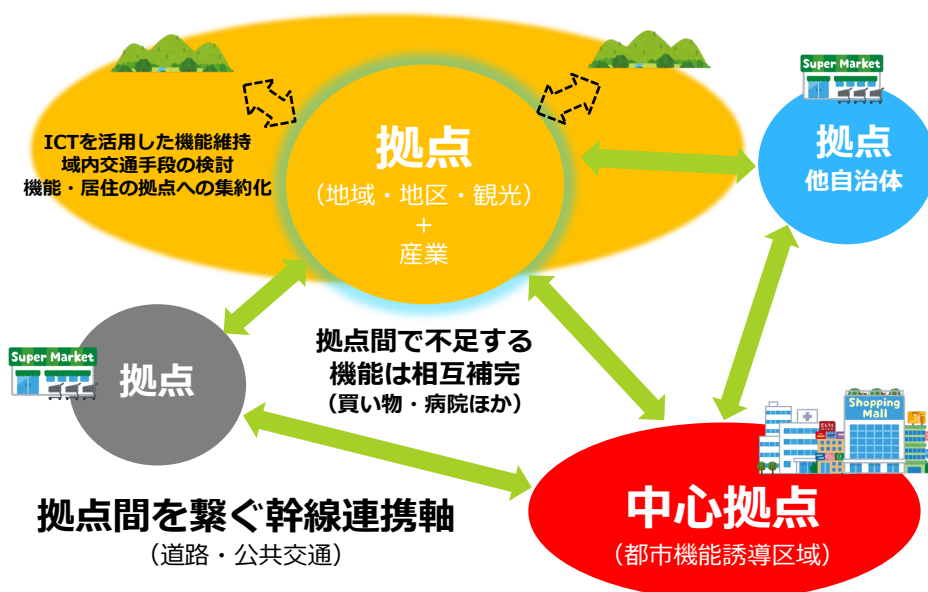 Super Market
拠点
他自治体
拠点
（地域・地区・観光）
+
産業
ICTを活用した機能維持
域内交通手段の検討
機能・居住の拠点への集約化
Super Market
拠点
拠点間で不足する
機能は相互補完
（買い物・病院ほか）
Shopping
Mall
中心拠点
（都市機能誘導区域）
拠点間を繋ぐ幹線連携軸
（道路・公共交通）